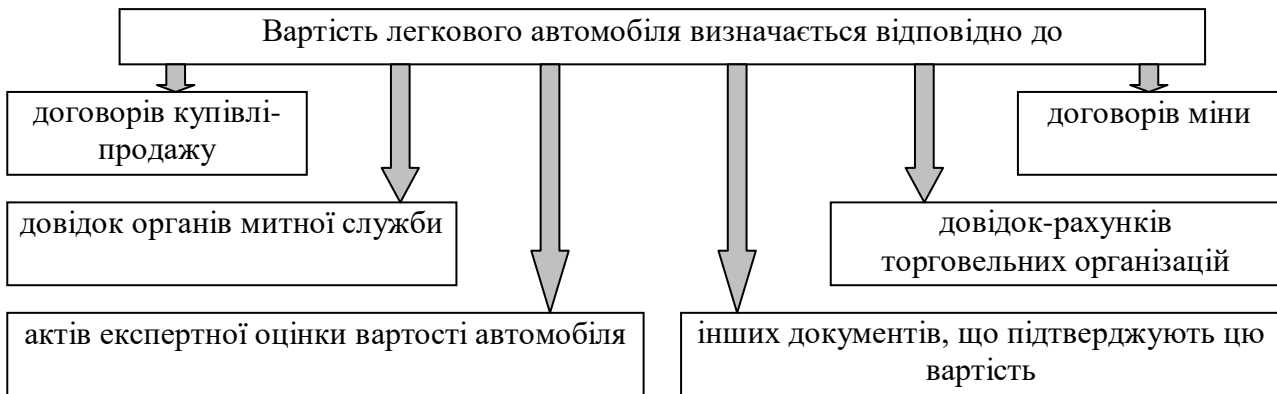 Вартість легкового автомобіля визначається відповідно до
договорів купівлі-
продажу
договорів міни
довідок органів митної служби
довідок-рахунків
торговельних організацій
актів експертної оцінки вартості автомобіля
інших документів, що підтверджують цю
вартість